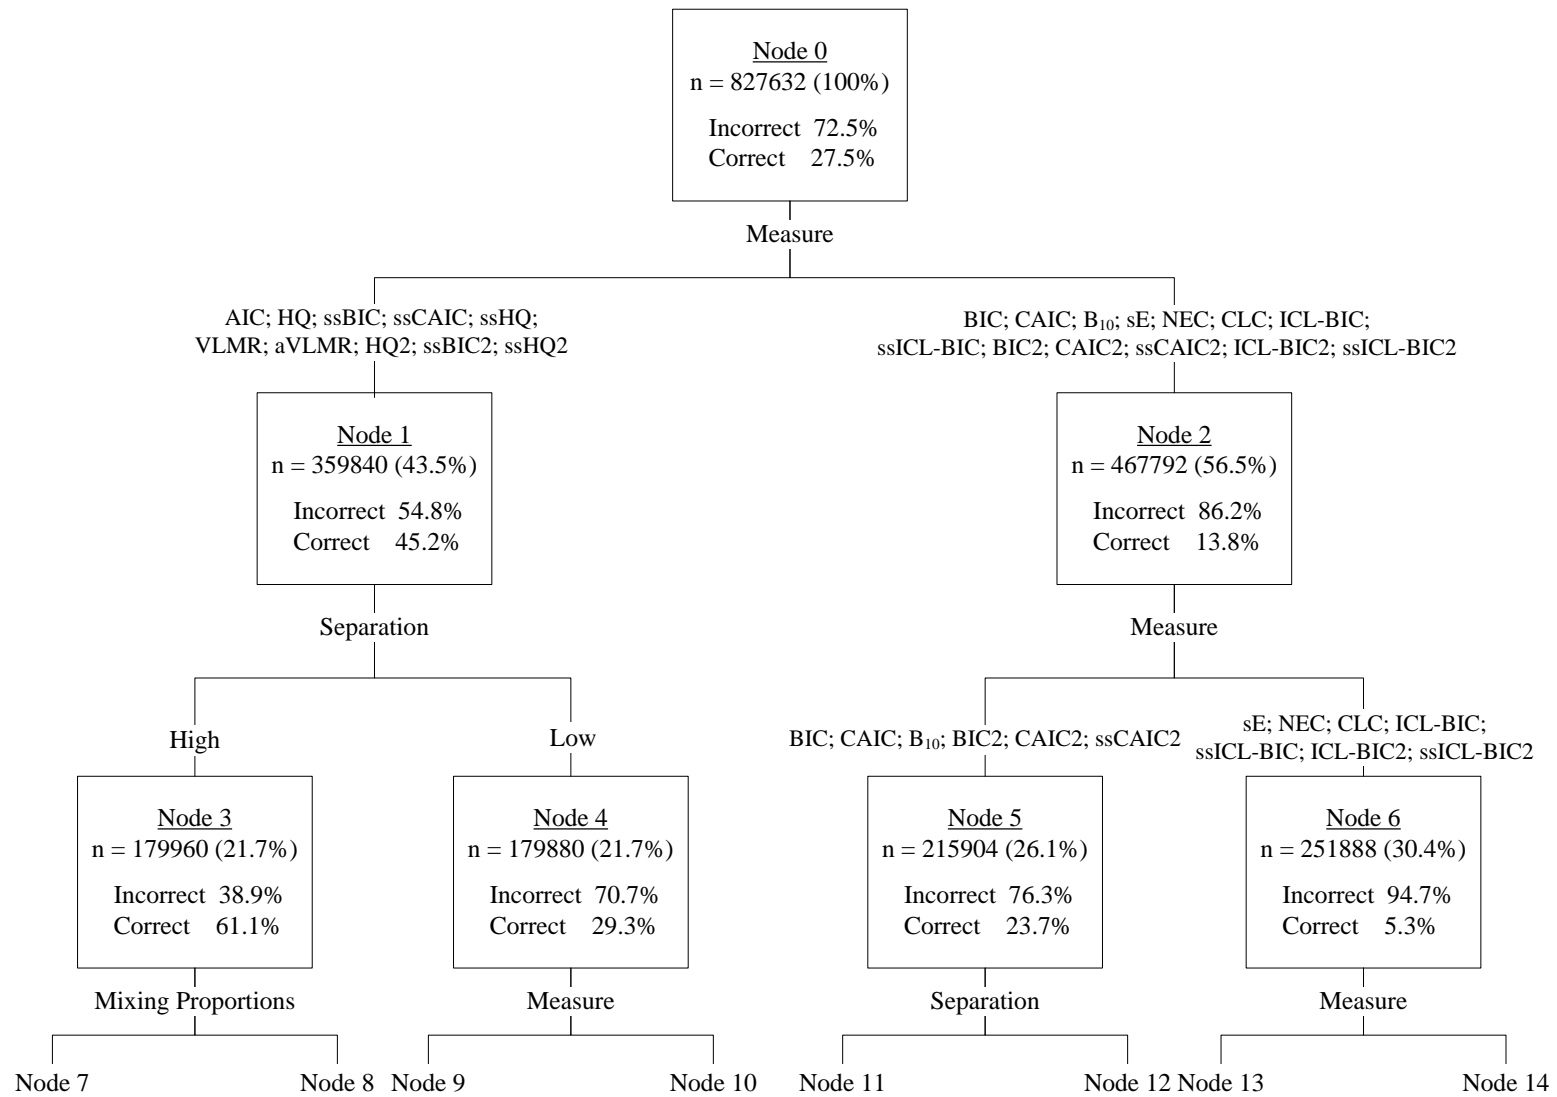 Node 0
n = 827632 (100%)
Incorrect 72.5%
Correct 27.5%
Measure
AIC; HQ; ssBIC; ssCAIC; ssHQ;
VLMR; aVLMR; HQ2; ssBIC2; ssHQ2
BIC; CAIC; B₁₀; sE; NEC; CLC; ICL-BIC;
ssICL-BIC; BIC2; CAIC2; ssCAIC2; ICL-BIC2; ssICL-BIC2
Node 1
n = 359840 (43.5%)
Incorrect 54.8%
Correct 45.2%
Node 2
n = 467792 (56.5%)
Incorrect 86.2%
Correct 13.8%
Separation
Measure
High
Low
BIC; CAIC; B₁₀; BIC2; CAIC2; ssCAIC2
sE; NEC; CLC; ICL-BIC;
ssICL-BIC; ICL-BIC2; ssICL-BIC2
Node 3
n = 179960 (21.7%)
Incorrect 38.9%
Correct 61.1%
Node 4
n = 179880 (21.7%)
Incorrect 70.7%
Correct 29.3%
Node 5
n = 215904 (26.1%)
Incorrect 76.3%
Correct 23.7%
Node 6
n = 251888 (30.4%)
Incorrect 94.7%
Correct 5.3%
Mixing Proportions
Measure
Separation
Measure
Node 7
Node 8
Node 9
Node 10
Node 11
Node 12
Node 13
Node 14